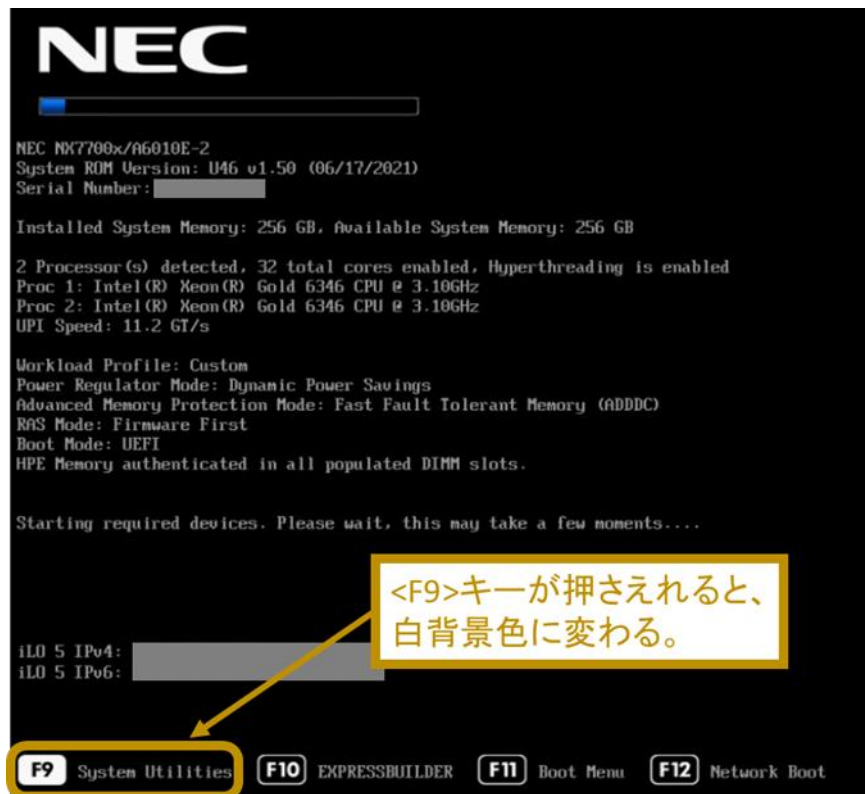 NEC
NEC NX7700x/A6010E-2
System ROM Version: U46 v1.50 (06/17/2021)
Serial Number:
Installed System Memory: 256 GB, Available System Memory: 256 GB
2 Processor(s) detected, 32 total cores enabled, Hyperthreading is enabled
Proc 1: Intel(R) Xeon(R) Gold 6346 CPU @ 3.10GHz
Proc 2: Intel(R) Xeon(R) Gold 6346 CPU @ 3.10GHz
UPI Speed: 11.2 GT/s
Workload Profile: Custom
Power Regulator Mode: Dynamic Power Savings
Advanced Memory Protection Mode: Fast Fault Tolerant Memory (ADDDC)
RAS Mode: Firmware First
Boot Mode: UEFI
HPE Memory authenticated in all populated DIMM slots.
Starting required devices. Please wait, this may take a few moments....
<F9>キーが押さえれると、
白背景色に変わる。
iLO 5 IPv4:
iLO 5 IPv6:
F9 System Utilities F10 EXPRESSBUILDER F11 Boot Menu F12 Network Boot